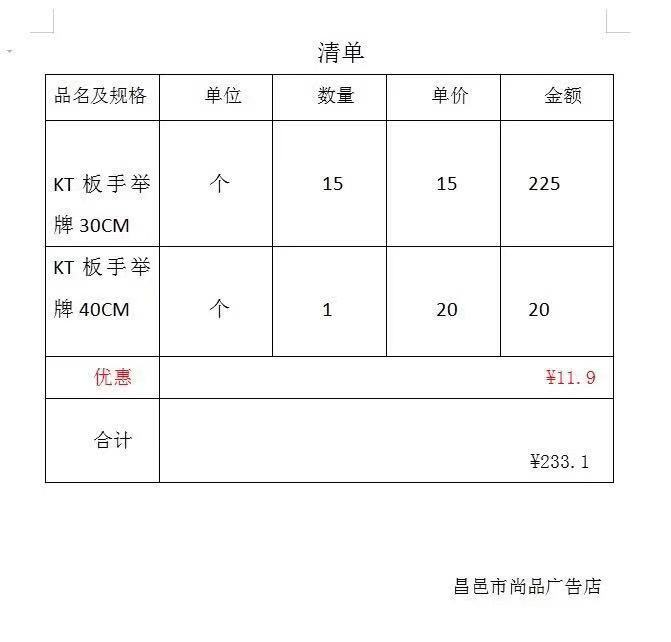 清单
品名及规格 单位 数量 单价 金额
KT 板手举
牌 30CM 个 15 15 225
KT 板手举
牌 40CM 个 1 20 20
优惠 ¥11.9
合计 ¥233.1
昌邑市尚品广告店